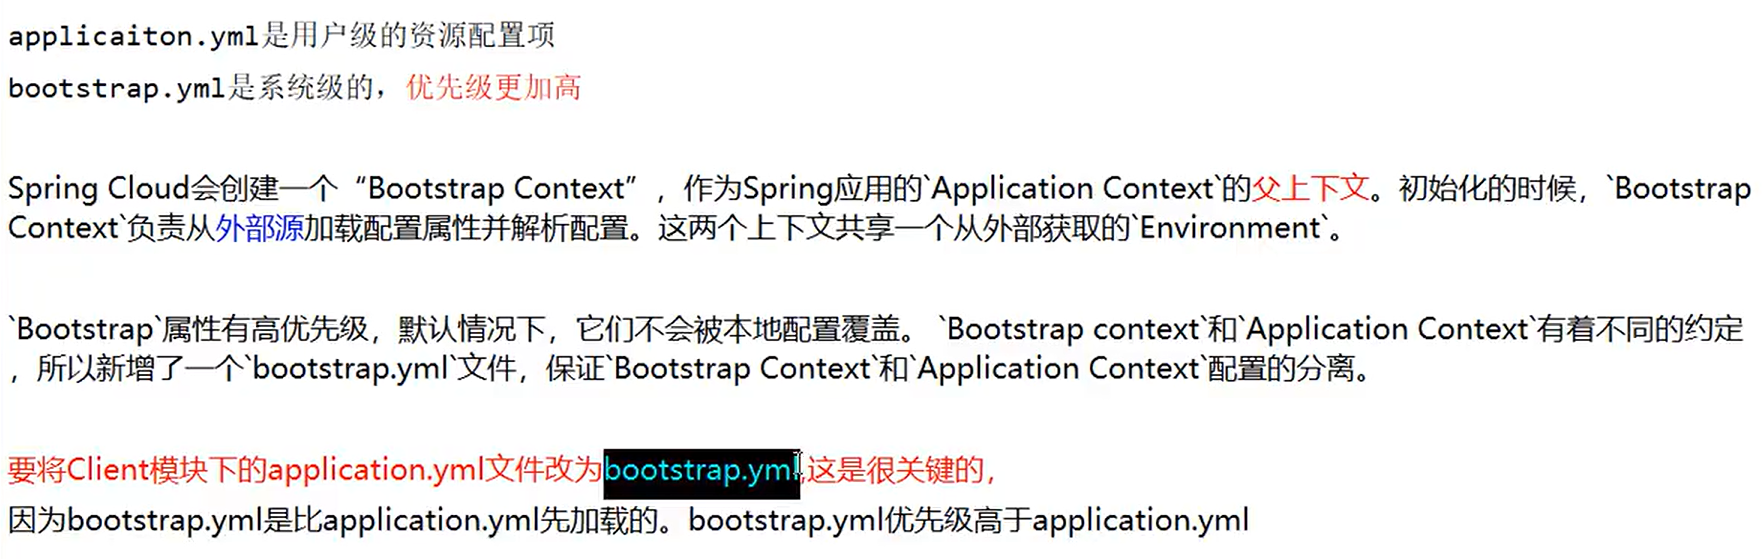 applicaiton.yml是用户级的资源配置项
bootstrap.yml是系统级的，优先级更加高
Spring Cloud会创建一个“Bootstrap Context”，作为Spring应用的`Application Context`的父上下文。初始化的时候，`Bootstrap
Context`负责从外部源加载配置属性并解析配置。这两个上下文共享一个从外部获取的`Environment`。
`Bootstrap`属性有高优先级，默认情况下，它们不会被本地配置覆盖。 `Bootstrap context`和`Application Context`有着不同的约定
，所以新增了一个`bootstrap.yml`文件，保证`Bootstrap Context`和`Application Context`配置的分离。
要将Client模块下的application.yml文件改为bootstrap.yml,这是很关键的，
因为bootstrap.yml是比application.yml先加载的。bootstrap.yml优先级高于application.yml